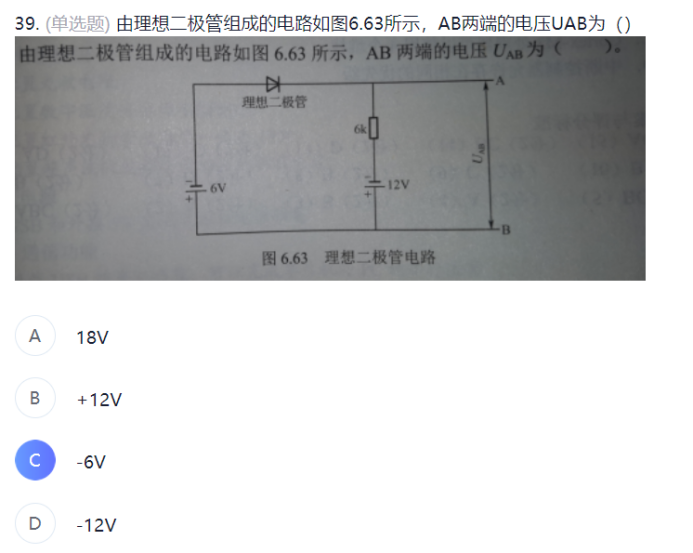 39. (单选题) 由理想二极管组成的电路如图6.63所示，AB两端的电压UAB为（）
由理想二极管组成的电路如图 6.63 所示，AB 两端的电压 UAB 为（　　）。
A
理想二极管
6k
UAB
- 6V
+
- 12V
+
B
图 6.63　理想二极管电路
A 18V
B +12V
C -6V
D -12V